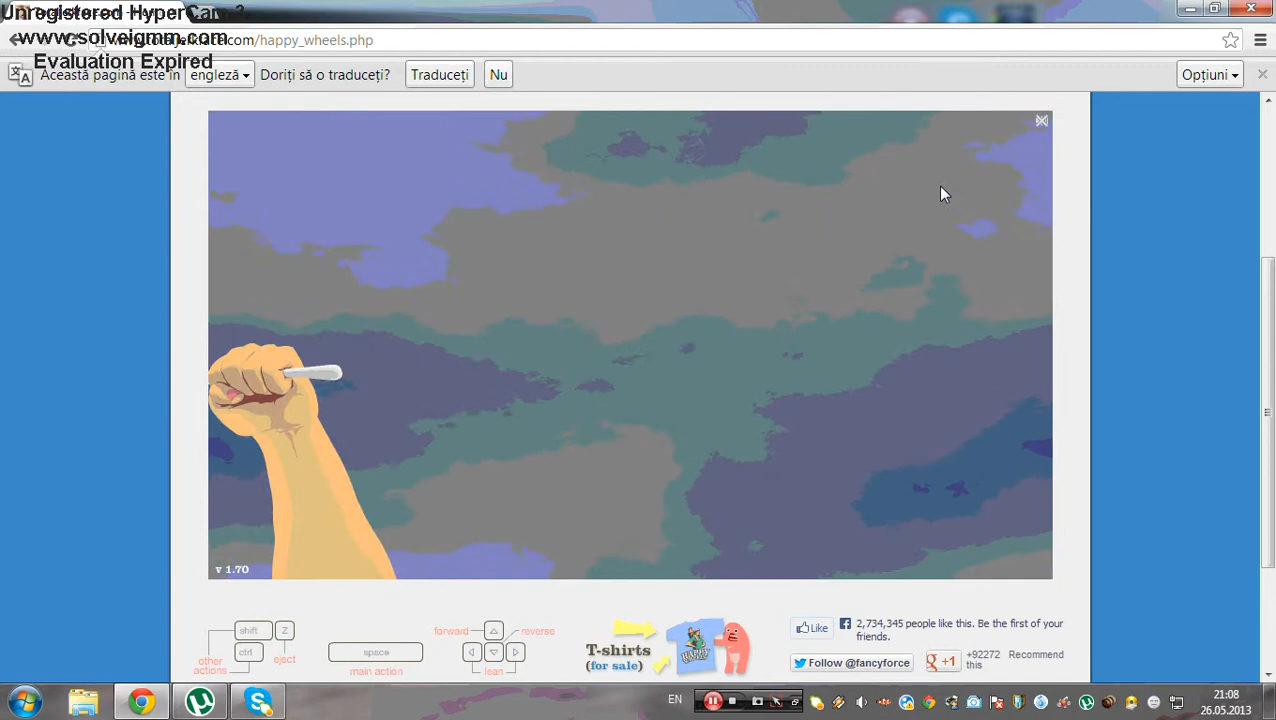 Unregistered HyperCam 3
www.solveigmm.com
Evaluation Expired
.com/happy_wheels.php
Această pagină este în engleză Doriți să o traduceți? Traduceți Nu Opțiuni
v 1.70
shift Z
ctrl
other actions
eject
space
main action
forward
reverse
lean
T-shirts
(for sale)
Like
2,734,345 people like this. Be the first of your
friends.
Follow @fancyforce
+1
+92272 Recommend
this
EN
21:08
26.05.2013